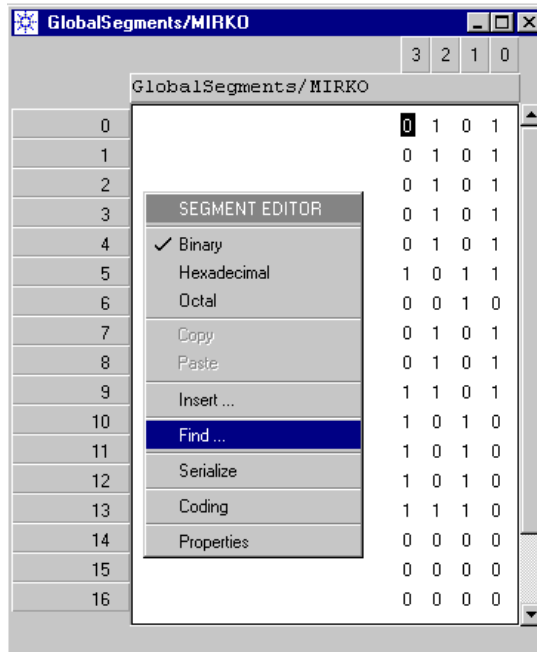 GlobalSegments/MIRKO
3 2 1 0
GlobalSegments/MIRKO
0 0 1 0 1
1 0 1 0 1
2 0 1 0 1
3 SEGMENT EDITOR 0 1 0 1
4 Binary 0 1 0 1
5 Hexadecimal 1 0 1 1
6 Octal 0 0 1 0
7 Copy 0 1 0 1
8 Paste 0 1 0 1
9 Insert ... 1 1 0 1
10 Find ... 1 0 1 0
11 1 0 1 0
12 Serialize 1 0 1 0
13 Coding 1 1 1 0
14 Properties 0 0 0 0
15 0 0 0 0
16 0 0 0 0